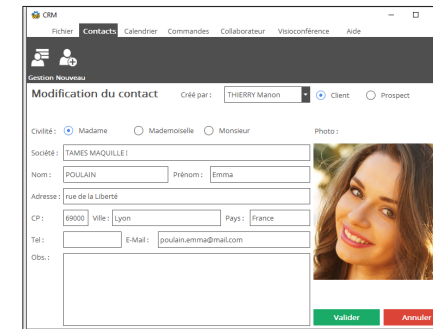 CRM
Fichier Contacts Calendrier Commandes Collaborateur Visioconférence Aide
Gestion Nouveau
Modification du contact Créé par : THIERRY Manon Client Prospect
Civilité : Madame Mademoiselle Monsieur Photo :
Société : TAMES MAQUILLE !
Nom : POULAIN Prénom : Emma
Adresse : rue de la Liberté
CP : 69000 Ville : Lyon Pays : France
Tel : E-Mail : poulain.emma@mail.com
Obs. :
Valider Annuler